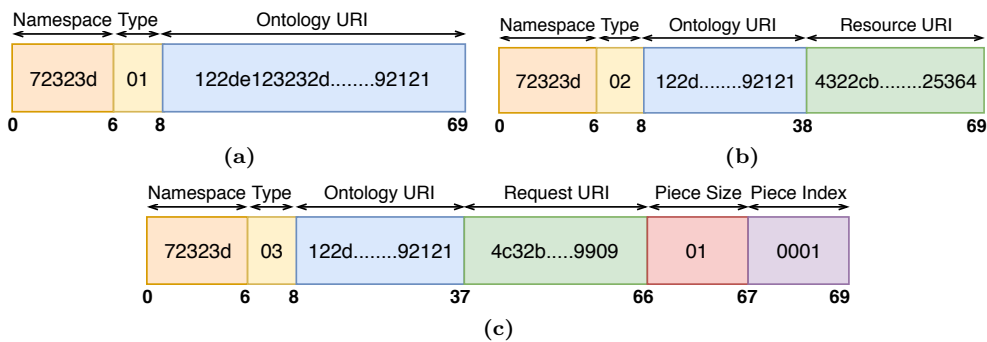 Namespace Type Ontology URI
72323d 01 122de123232d........92121
0 6 8 69
(a)
Namespace Type Ontology URI Resource URI
72323d 02 122d........92121 4322cb........25364
0 6 8 38 69
(b)
Namespace Type Ontology URI Request URI Piece Size Piece Index
72323d 03 122d........92121 4c32b.....9909 01 0001
0 6 8 37 66 67 69
(c)